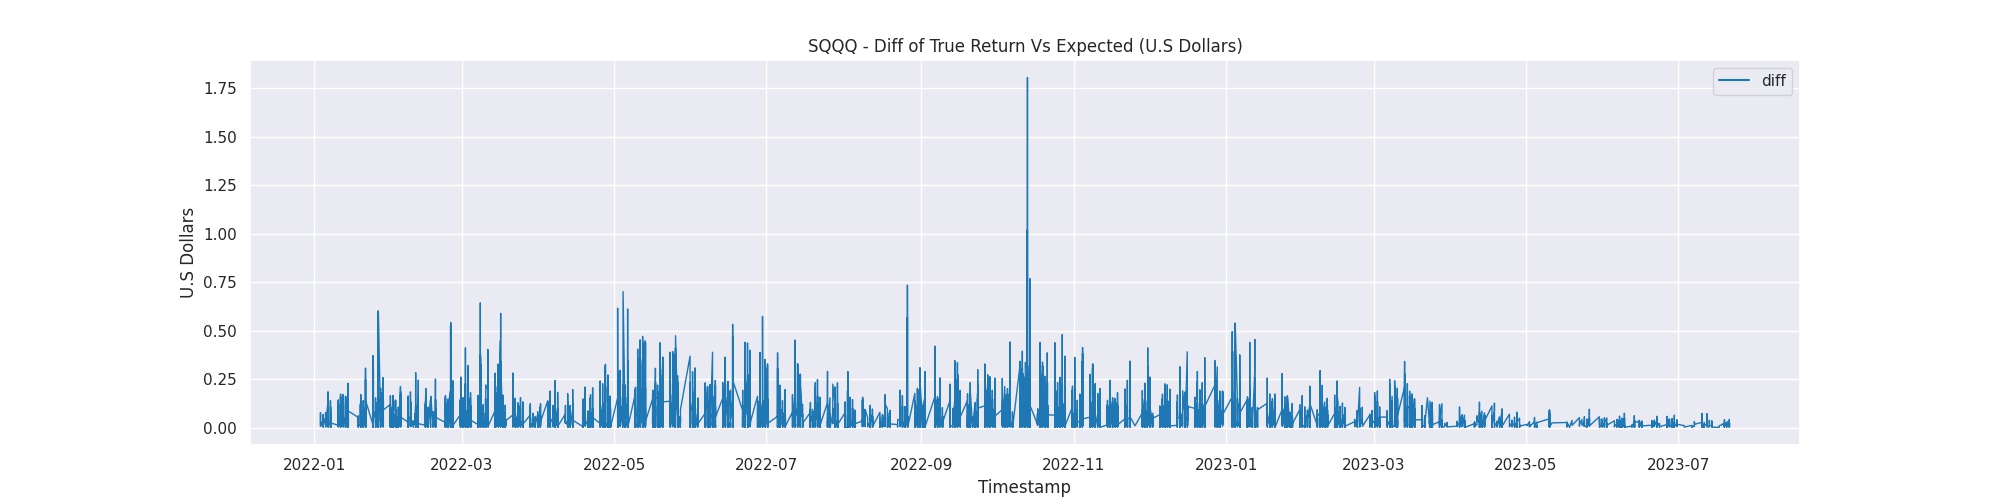 SQQQ - Diff of True Return Vs Expected (U.S Dollars)
diff
U.S Dollars
1.75
1.50
1.25
1.00
0.75
0.50
0.25
0.00
2022-01 2022-03 2022-05 2022-07 2022-09 2022-11 2023-01 2023-03 2023-05 2023-07
Timestamp